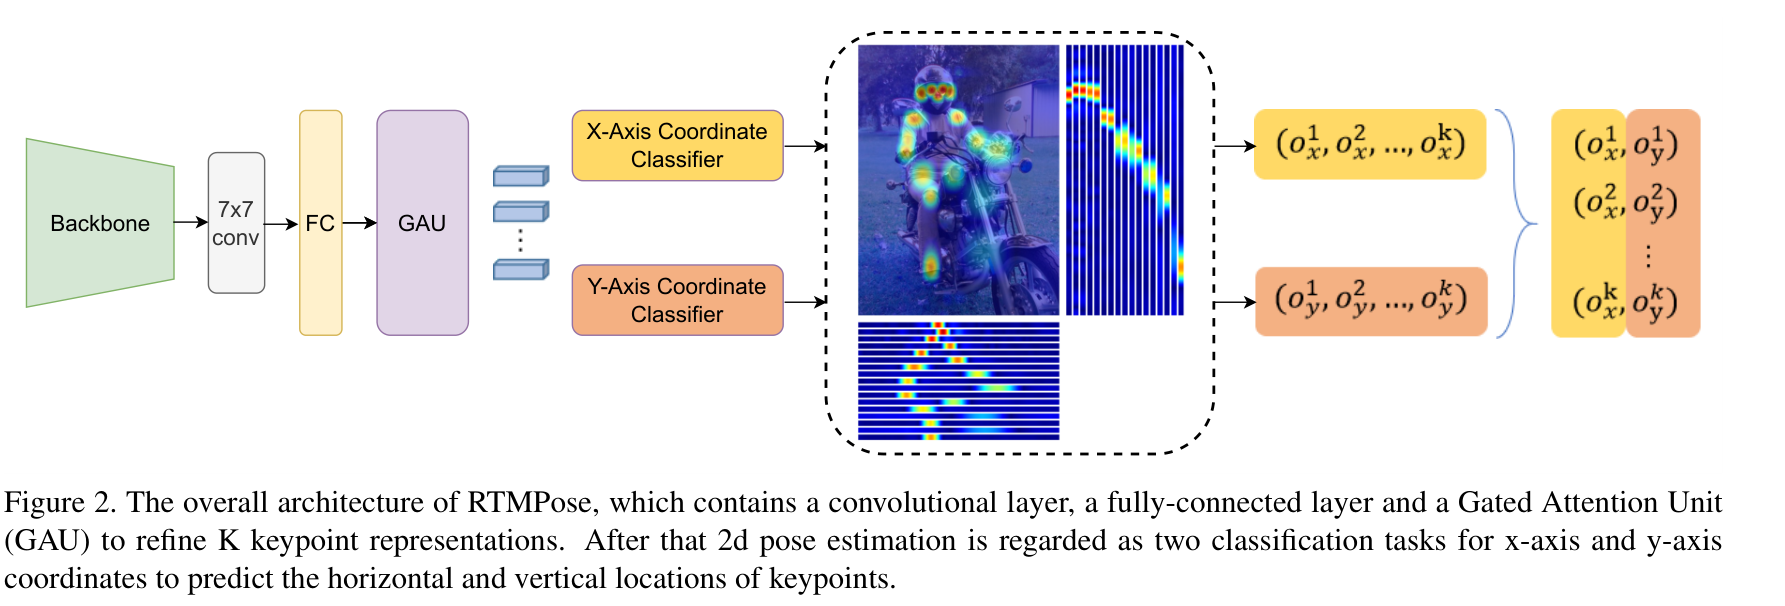 Backbone
7x7
conv
FC
GAU
X-Axis Coordinate
Classifier
Y-Axis Coordinate
Classifier
(o_x^1, o_x^2, ..., o_x^k)
(o_y^1, o_y^2, ..., o_y^k)
(o_x^1, o_y^1)
(o_x^2, o_y^2)
⋮
(o_x^k, o_y^k)
Figure 2. The overall architecture of RTMPose, which contains a convolutional layer, a fully-connected layer and a Gated Attention Unit
(GAU) to refine K keypoint representations. After that 2d pose estimation is regarded as two classification tasks for x-axis and y-axis
coordinates to predict the horizontal and vertical locations of keypoints.